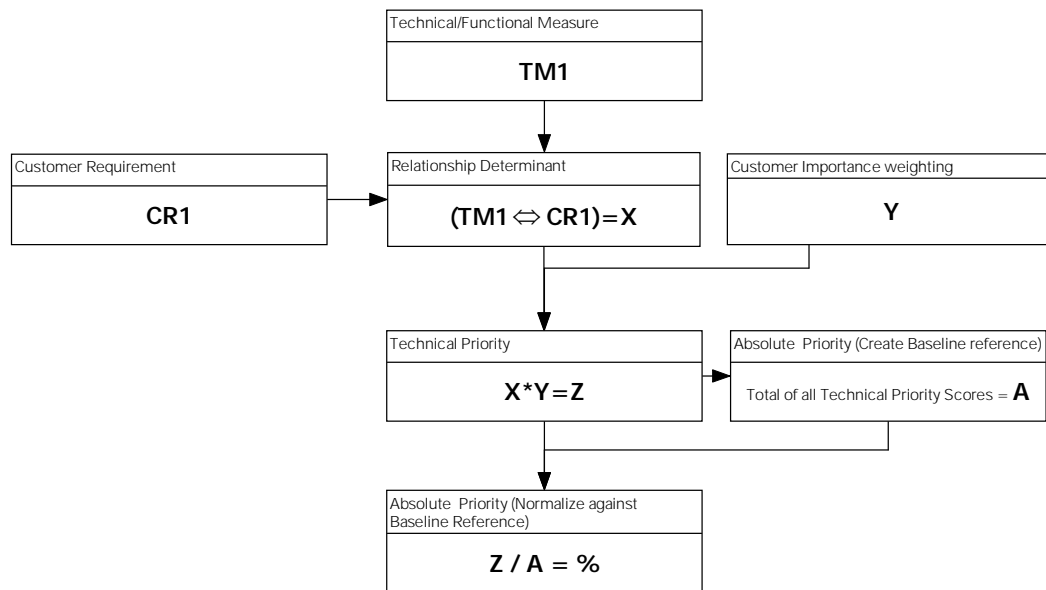 Technical/Functional Measure
TM1
Customer Requirement
CR1
Relationship Determinant
(TM1 ⇔ CR1)=X
Customer Importance weighting
Y
Technical Priority
X*Y=Z
Absolute Priority (Create Baseline reference)
Total of all Technical Priority Scores = A
Absolute Priority (Normalize against
Baseline Reference)
Z / A = %